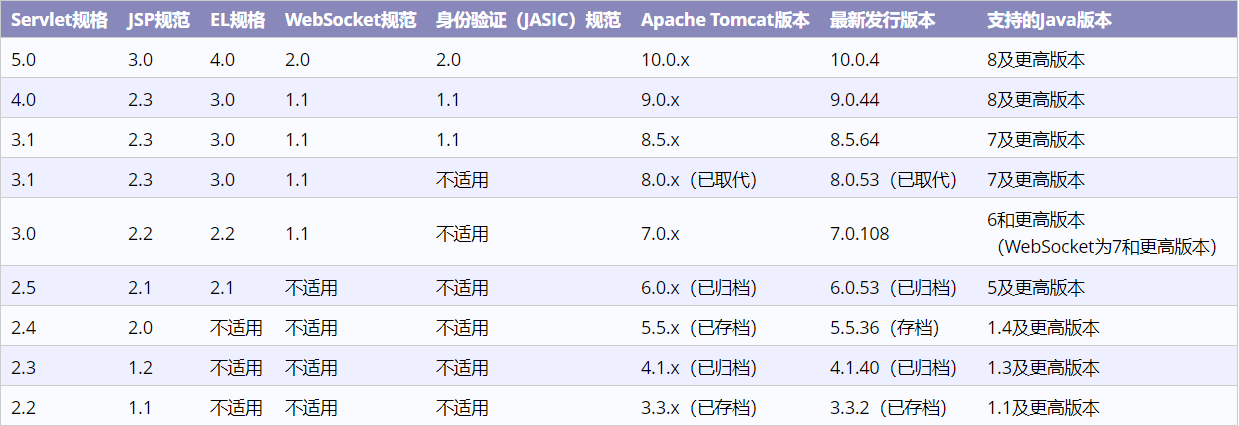 Servlet规格 JSP规范 EL规格 WebSocket规范 身份验证（JASIC）规范 Apache Tomcat版本 最新发行版本 支持的Java版本
5.0 3.0 4.0 2.0 2.0 10.0.x 10.0.4 8及更高版本
4.0 2.3 3.0 1.1 1.1 9.0.x 9.0.44 8及更高版本
3.1 2.3 3.0 1.1 1.1 8.5.x 8.5.64 7及更高版本
3.1 2.3 3.0 1.1 不适用 8.0.x（已取代） 8.0.53（已取代） 7及更高版本
3.0 2.2 2.2 1.1 不适用 7.0.x 7.0.108 6和更高版本
（WebSocket为7和更高版本）
2.5 2.1 2.1 不适用 不适用 6.0.x（已归档） 6.0.53（已归档） 5及更高版本
2.4 2.0 不适用 不适用 不适用 5.5.x（已存档） 5.5.36（存档） 1.4及更高版本
2.3 1.2 不适用 不适用 不适用 4.1.x（已归档） 4.1.40（已归档） 1.3及更高版本
2.2 1.1 不适用 不适用 不适用 3.3.x（已存档） 3.3.2（已存档） 1.1及更高版本